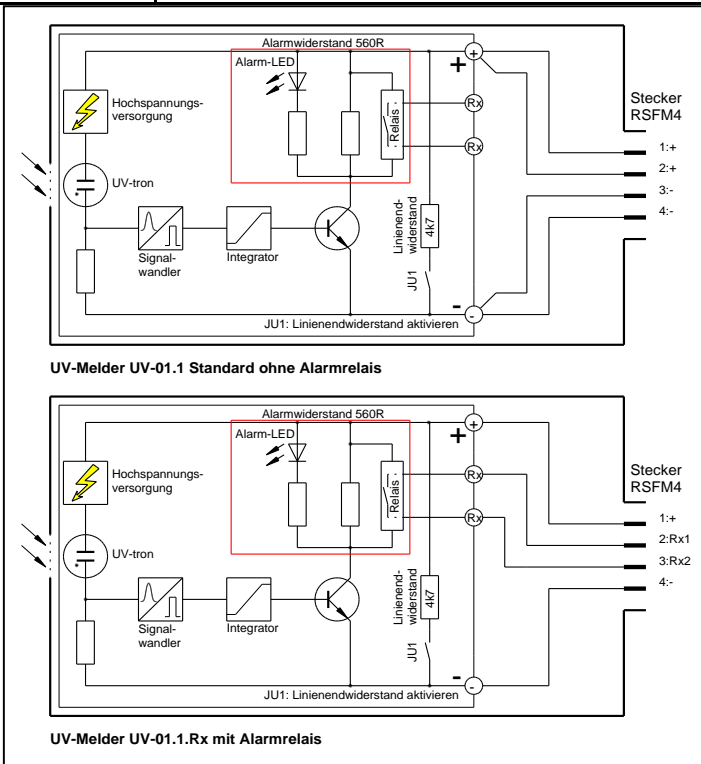 Alarmwiderstand 560R
Alarm-LED
+
+
Hochspannungs-
versorgung
Relais
Rx
Rx
Stecker
RSFM4
1:+
2:+
3:-
4:-
UV-tron
Linienend-
widerstand
4k7
Signal-
wandler
Integrator
JU1
-
-
JU1: Linienendwiderstand aktivieren
UV-Melder UV-01.1 Standard ohne Alarmrelais
Alarmwiderstand 560R
Alarm-LED
+
+
Hochspannungs-
versorgung
Relais
Rx
Rx
Stecker
RSFM4
1:+
2:Rx1
3:Rx2
4:-
UV-tron
Linienend-
widerstand
4k7
Signal-
wandler
Integrator
JU1
-
-
JU1: Linienendwiderstand aktivieren
UV-Melder UV-01.1.Rx mit Alarmrelais